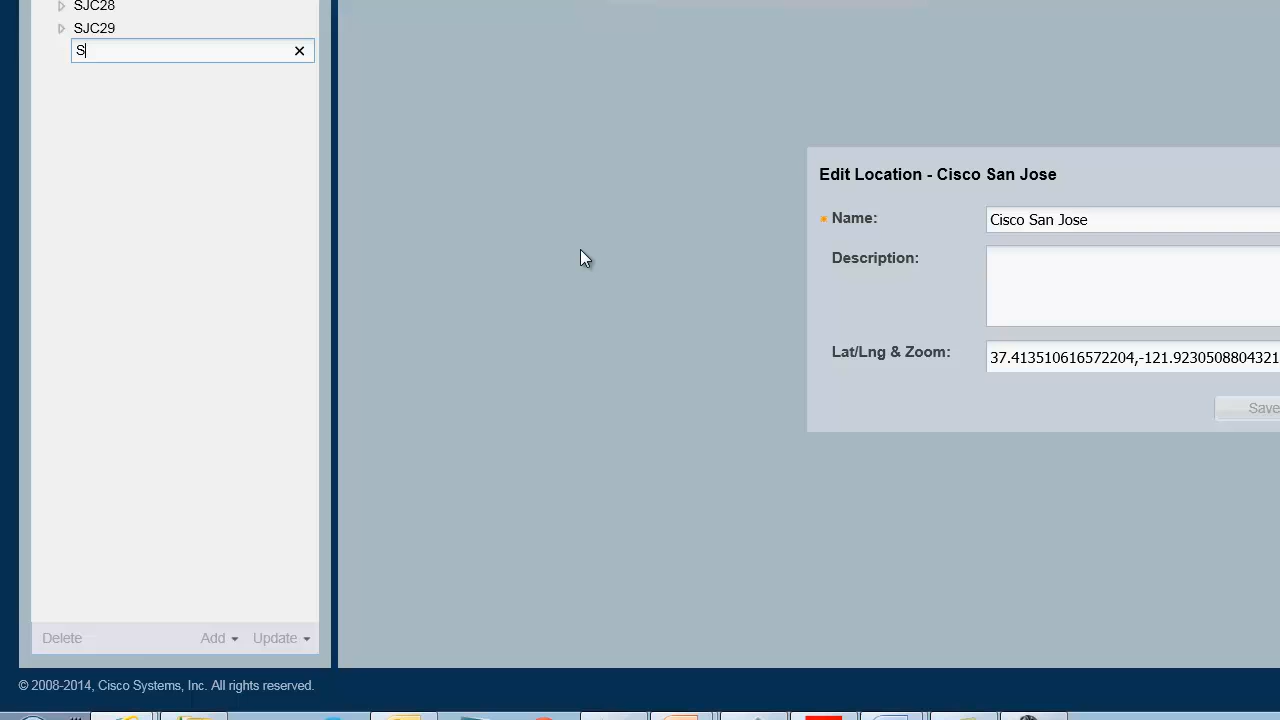 SJC28
SJC29
S
Edit Location - Cisco San Jose
Name:
Cisco San Jose
Description:
Lat/Lng & Zoom:
37.413510616572204,-121.9230508804321
Save
Delete
Add
Update
© 2008-2014, Cisco Systems, Inc. All rights reserved.